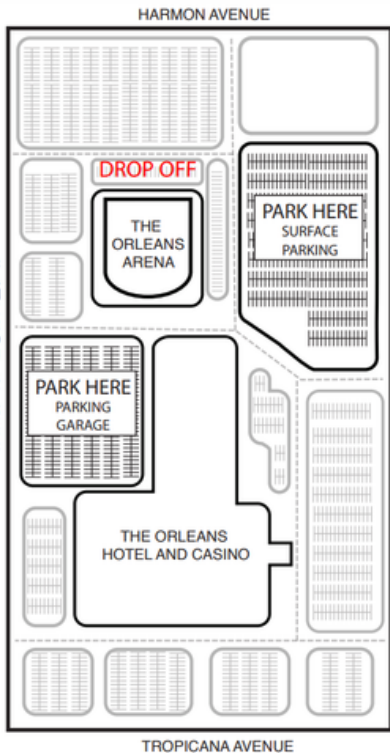 HARMON AVENUE
DROP OFF
THE
ORLEANS
ARENA
PARK HERE
SURFACE
PARKING
PARK HERE
PARKING
GARAGE
THE ORLEANS
HOTEL AND CASINO
TROPICANA AVENUE